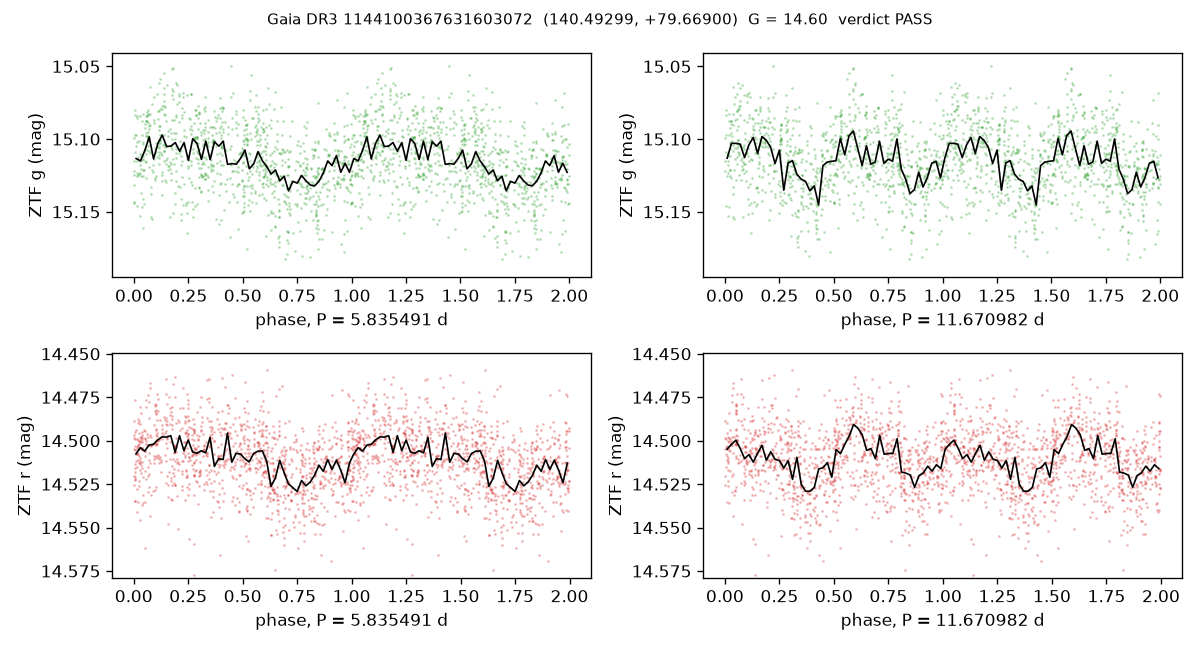 Gaia DR3 1144100367631603072  (140.49299, +79.66900)  G = 14.60  verdict PASS
ZTF g (mag)
15.05
15.10
15.15
0.00 0.25 0.50 0.75 1.00 1.25 1.50 1.75 2.00
phase, P = 5.835491 d
ZTF g (mag)
15.05
15.10
15.15
0.00 0.25 0.50 0.75 1.00 1.25 1.50 1.75 2.00
phase, P = 11.670982 d
ZTF r (mag)
14.450
14.475
14.500
14.525
14.550
14.575
0.00 0.25 0.50 0.75 1.00 1.25 1.50 1.75 2.00
phase, P = 5.835491 d
ZTF r (mag)
14.450
14.475
14.500
14.525
14.550
14.575
0.00 0.25 0.50 0.75 1.00 1.25 1.50 1.75 2.00
phase, P = 11.670982 d